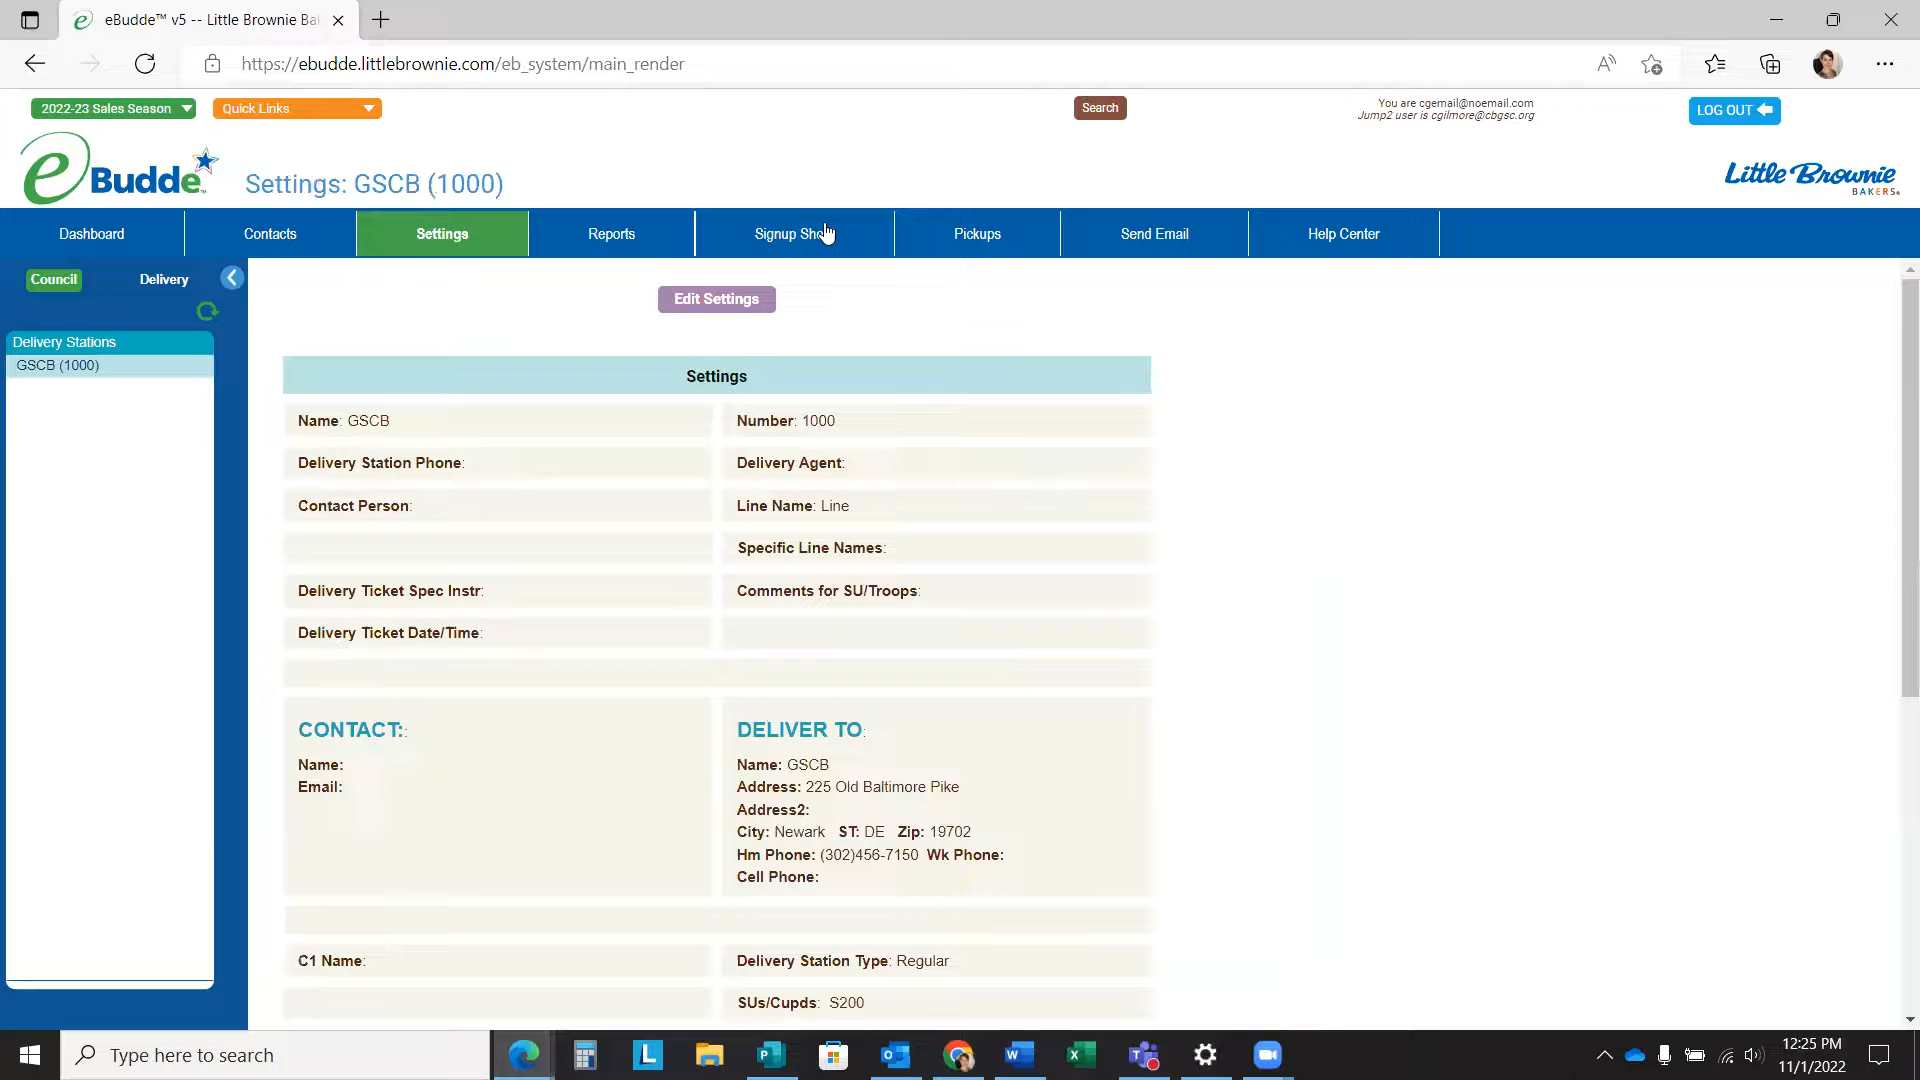 eBudde™ v5 -- Little Brownie Ba
https://ebudde.littlebrownie.com/eb_system/main_render
2022-23 Sales Season
Quick Links
Search
You are cgemail@noemail.com
Jump2 user is cgilmore@cbgsc.org
LOG OUT
eBudde
Settings: GSCB (1000)
Little Brownie
BAKERS
Dashboard
Contacts
Settings
Reports
Signup
Pickups
Send Email
Help Center
Council
Delivery
Delivery Stations
GSCB (1000)
Edit Settings
Settings
Name: GSCB
Number: 1000
Delivery Station Phone:
Delivery Agent:
Contact Person:
Line Name: Line
Specific Line Names:
Delivery Ticket Spec Instr:
Comments for SU/Troops:
Delivery Ticket Date/Time:
CONTACT::
Name:
Email:
DELIVER TO:
Name: GSCB
Address: 225 Old Baltimore Pike
Address2:
City: Newark ST: DE Zip: 19702
Hm Phone: (302)456-7150 Wk Phone:
Cell Phone:
C1 Name:
Delivery Station Type: Regular
SUs/Cupds: S200
Type here to search
12:25 PM
11/1/2022